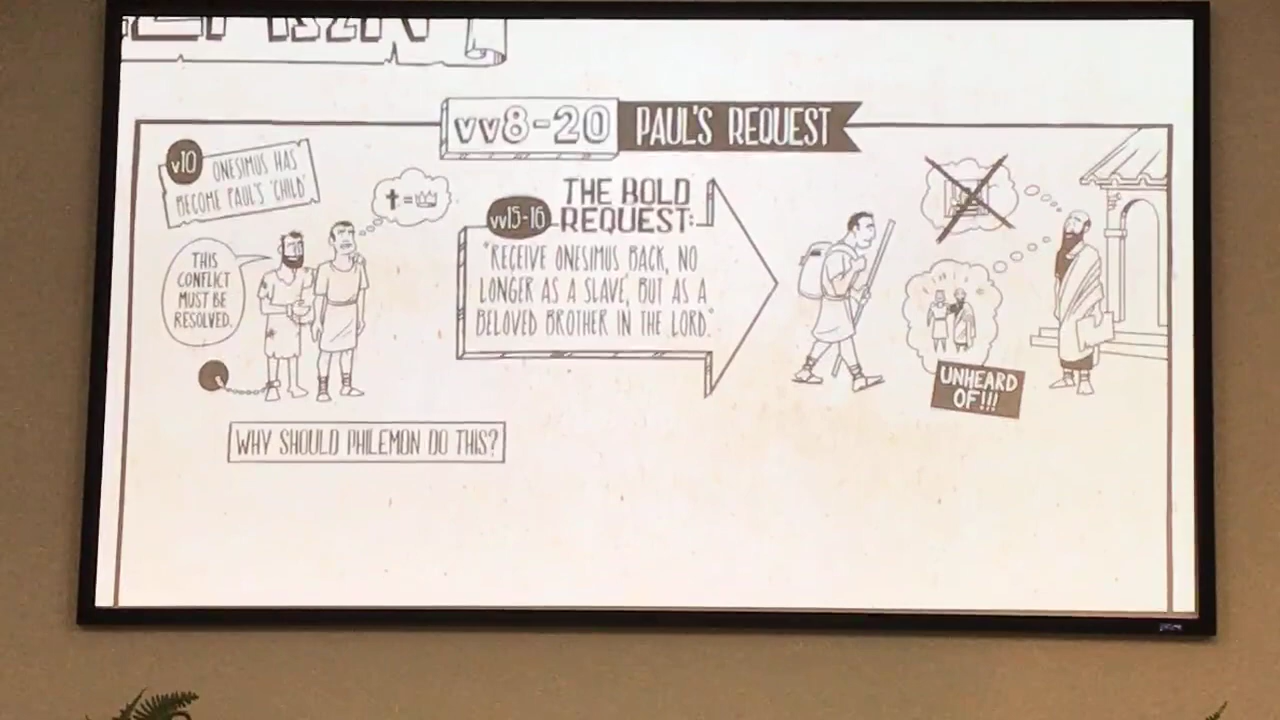 vv8-20 PAUL'S REQUEST
v10 ONESIMUS HAS
BECOME PAUL'S 'CHILD'
THIS
CONFLICT
MUST BE
RESOLVED.
vv15-16
THE BOLD
REQUEST:
"RECEIVE ONESIMUS BACK, NO
LONGER AS A SLAVE, BUT AS A
BELOVED BROTHER IN THE LORD."
UNHEARD
OF!!!
WHY SHOULD PHILEMON DO THIS?